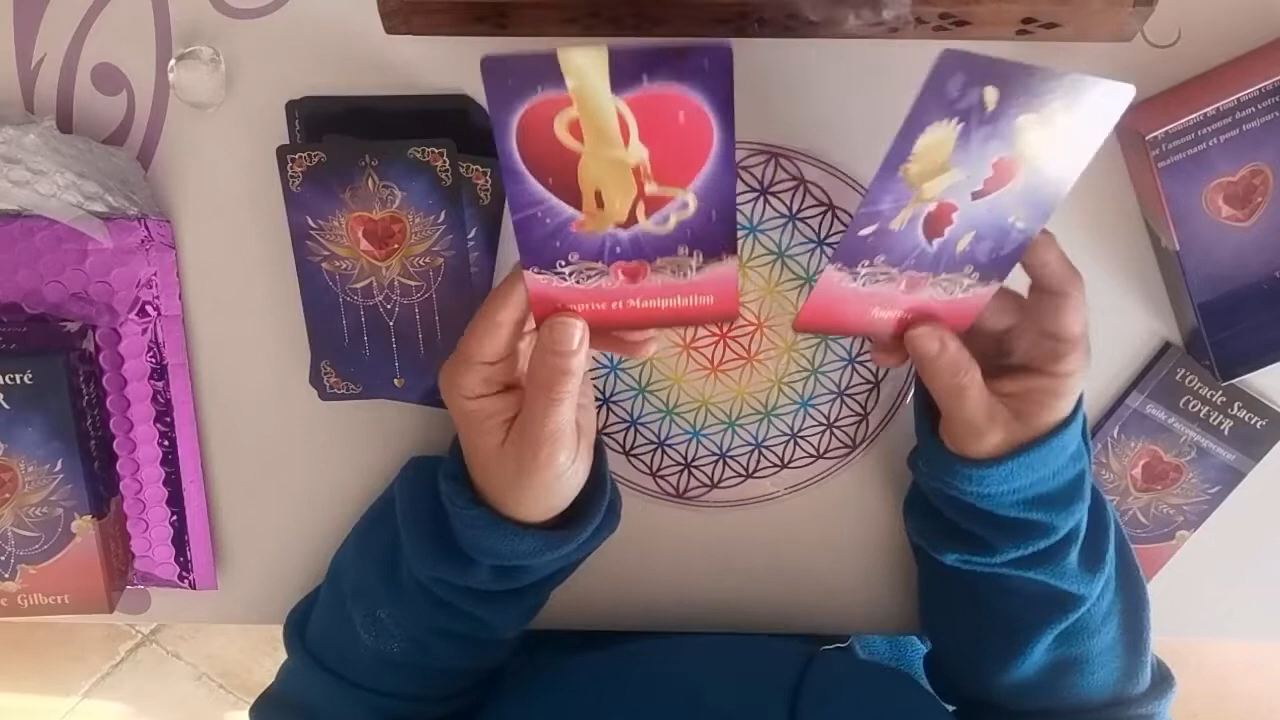 Emprise et Manipulation
Je souhaite de tout mon cœur
que l'amour rayonne dans votre
maintenant et pour toujours
L'Oracle Sacré
CŒUR
Guide d'accompagnement
Gilbert